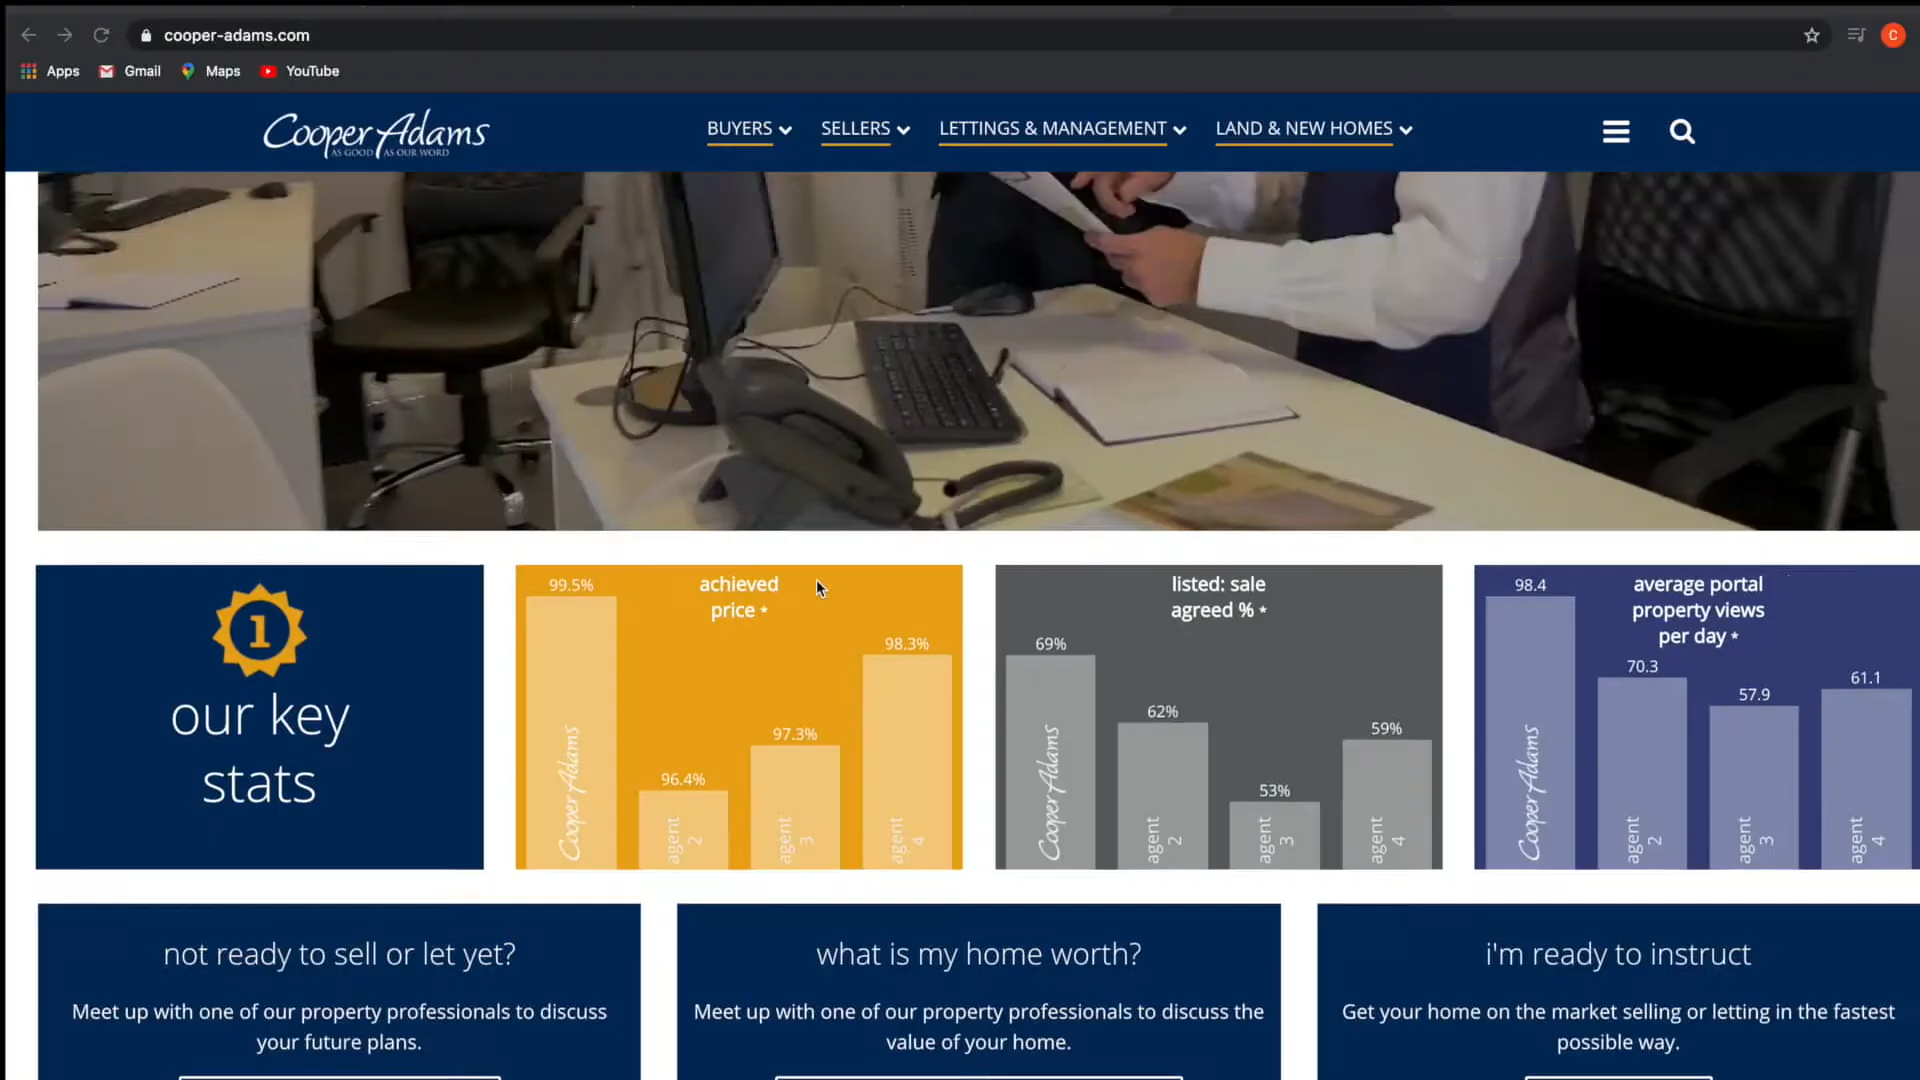 cooper-adams.com
C
Apps
Gmail
Maps
YouTube
Cooper Adams
AS GOOD AS OUR WORD
BUYERS
SELLERS
LETTINGS & MANAGEMENT
LAND & NEW HOMES
1
our key
stats
achieved
price *
99.5%
96.4%
97.3%
98.3%
Cooper Adams
agent
2
agent
3
agent
4
listed: sale
agreed % *
69%
62%
53%
59%
Cooper Adams
agent
2
agent
3
agent
4
average portal
property views
per day *
98.4
70.3
57.9
61.1
Cooper Adams
agent
2
agent
3
agent
4
not ready to sell or let yet?
Meet up with one of our property professionals to discuss
your future plans.
what is my home worth?
Meet up with one of our property professionals to discuss the
value of your home.
i'm ready to instruct
Get your home on the market selling or letting in the fastest
possible way.